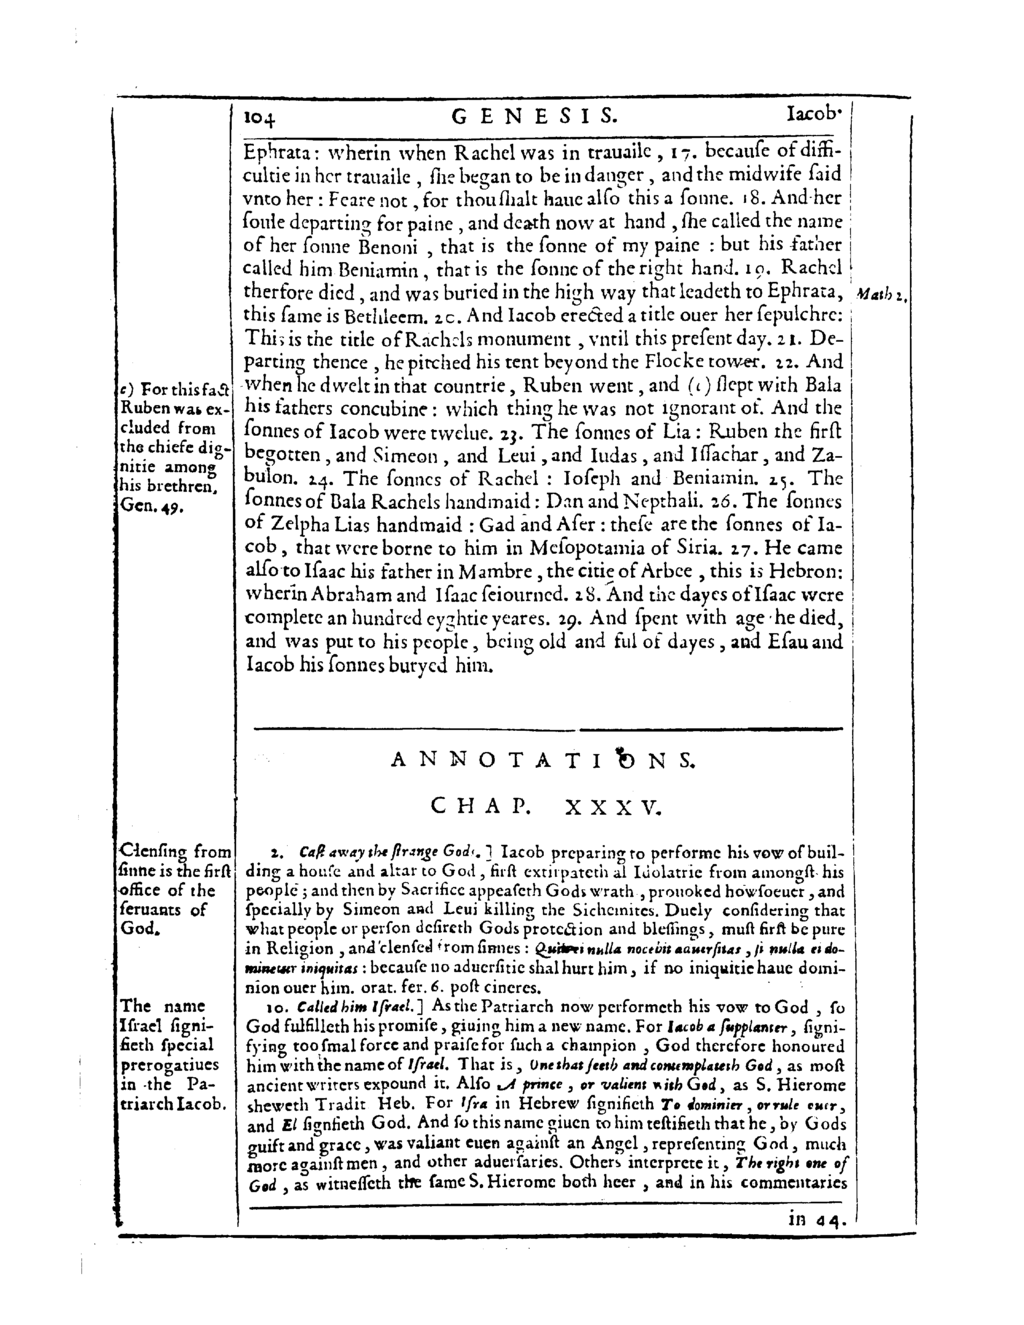 104 GENESIS. Iacob.
Ephrata: wherin when Rachel was in trauaile, 17. becauſe of diffi-
cultie in her trauaile, ſhe began to be in danger, and the midwife ſaid
vnto her: Feare not, for thou ſhalt haue alſo this a ſonne. 18. And her
ſoule departing for paine, and death now at hand, ſhe called the name
of her ſonne Benoni, that is the ſonne of my paine: but his father
called him Beniamin, that is the ſonne of the right hand. 19. Rachel
therfore died, and was buried in the high way that leadeth to Ephrata,
this ſame is Bethleem. 20. And Iacob erected a title ouer her ſepulchre:
This is the title of Rachels monument, vntil this preſent day. 21. De-
parting thence, he pitched his tent beyond the Flocke tower. 22. And
when he dwelt in that countrie, Ruben went, and (c) ſlept with Bala
his fathers concubine: which thing he was not ignorant of. And the
ſonnes of Iacob were twelue. 23. The ſonnes of Lia: Ruben the firſt
begotten, and Simeon, and Leui, and Iudas, and Iſſachar, and Za-
bulon. 24. The ſonnes of Rachel: Ioſeph and Beniamin. 25. The
ſonnes of Bala Rachels handmaid: Dan and Nepthali. 26. The ſonnes
of Zelpha Lias handmaid: Gad and Aſer: theſe are the ſonnes of Ia-
cob, that were borne to him in Meſopotamia of Siria. 27. He came
alſo to Iſaac his father in Mambre, the citie of Arbee, this is Hebron:
wherin Abraham and Iſaac ſeiourned. 28. And the dayes of Iſaac were
complete an hundred eyghtie yeares. 29. And ſpent with age he died,
and was put to his people, being old and ful of dayes, and Eſau and
Iacob his ſonnes buryed him.
Math 2.
c) For this fact
Ruben was ex-
cluded from
the chiefe dig-
nitie among
his brethren,
Gen. 49.
ANNOTATIONS.
CHAP. XXXV.
Clenſing from
ſinne is the firſt
office of the
ſeruants of
God.
2. Caſt away the ſtrange Gods.] Iacob preparing to performe his vow of buil-
ding a houſe and altar to God, firſt extirpateth al Idolatrie from amongſt his
people; and then by Sacrifice appeaſeth Gods wrath, prouoked howſoeuer, and
ſpecially by Simeon and Leui killing the Sichemites. Duely conſidering that
what people or perſon deſireth Gods protection and bleſſings, muſt firſt be pure
in Religion, and clenſed from ſinnes: nulla nocebit aduerſitas, ſi nulla ei do-
minetur iniquitas: becauſe no aduerſitie shal hurt him, if no iniquitie haue domi-
nion ouer him. orat. fer. 6. poſt cineres.
The name
Iſrael ſigni-
fieth ſpecial
prerogatiues
in the Pa-
triarch Iacob.
10. Called him Iſrael.] As the Patriarch now performeth his vow to God, ſo
God fulfilleth his promiſe, giuing him a new name. For Iacob a ſupplanter, ſigni-
fying too ſmal force and praiſe for ſuch a champion, God therefore honoured
him with the name of Iſrael. That is, One that ſeeth and contemplateth God, as moſt
ancient writers expound it. Alſo A prince, or valient with God, as S. Hierome
sheweth Tradit Heb. For Iſra in Hebrew ſignifieth To dominier, or rule ouer,
and El ſignfieth God. And ſo this name giuen to him teſtifieth that he, by Gods
guift and grace, was valiant euen againſt an Angel, repreſenting God, much
more againſt men, and other aduerſaries. Others interprete it, The right one of
God, as witneſſeth the ſame S. Hierome both heer, and in his commentaries
in 44.